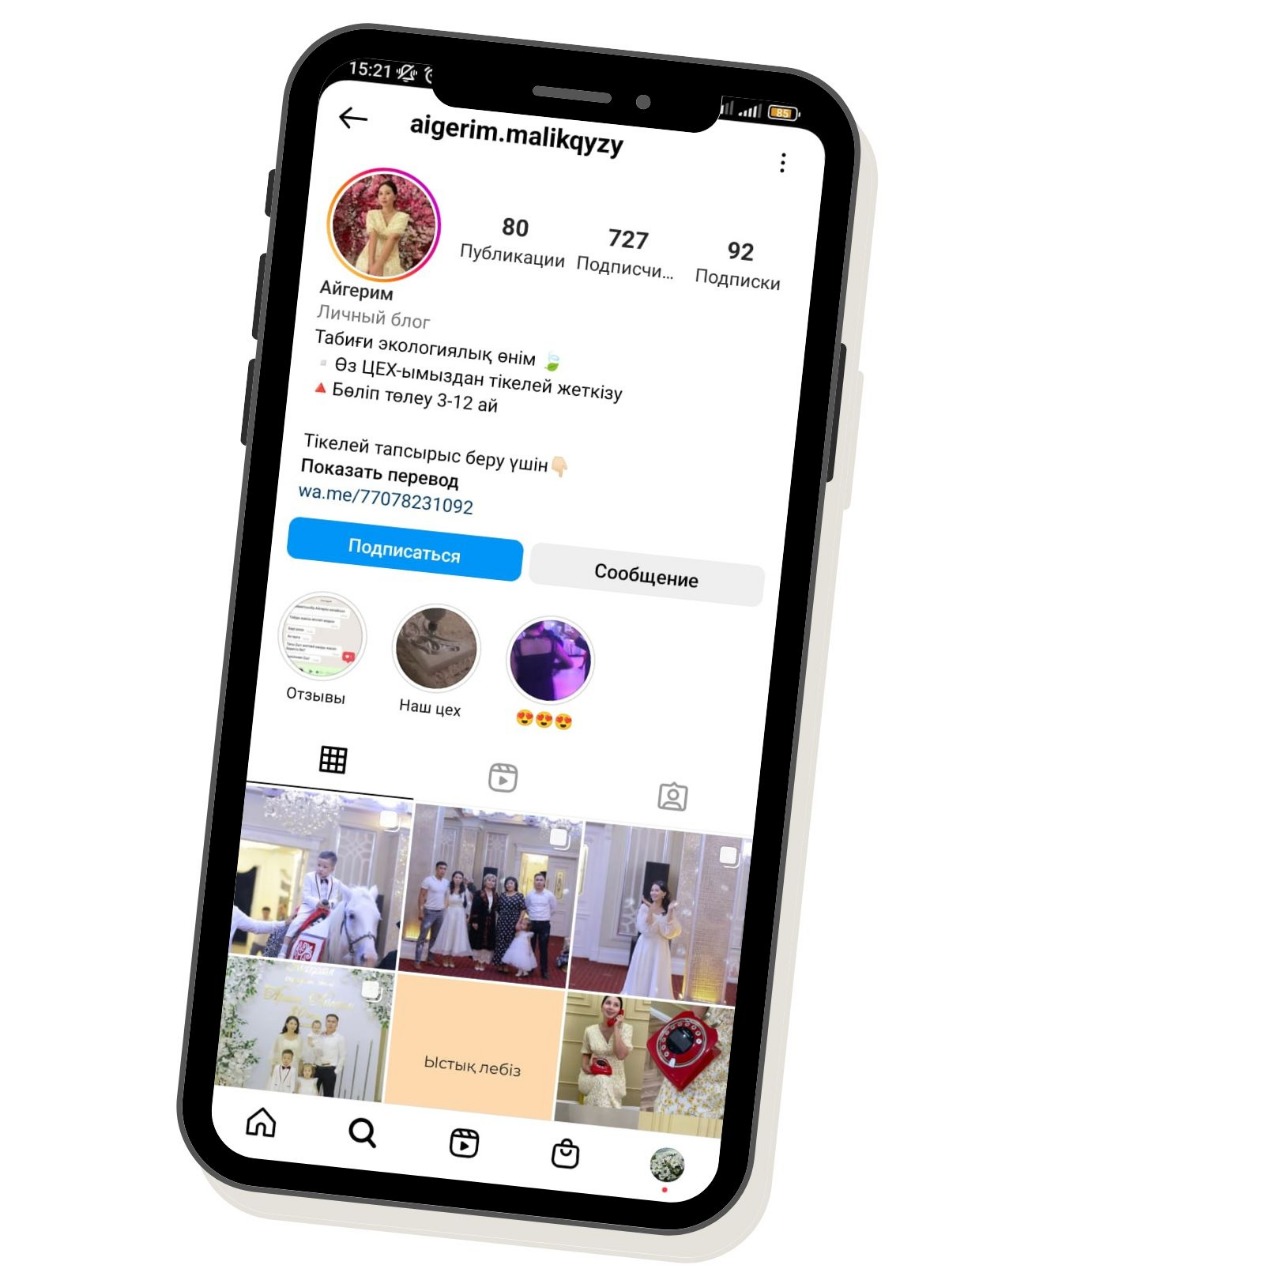 15:21
85
aigerim.malikqyzy
80
Публикации
727
Подписчи...
92
Подписки
Айгерим
Личный блог
Табиғи экологиялық өнім 🍃
▫️Өз ЦЕХ-ымыздан тікелей жеткізу
🔺Бөліп төлеу 3-12 ай
Тікелей тапсырыс беру үшін👇🏻
Показать перевод
wa.me/77078231092
Подписаться
Сообщение
Отзывы
Наш цех
😍😍😍
Ыстық лебіз